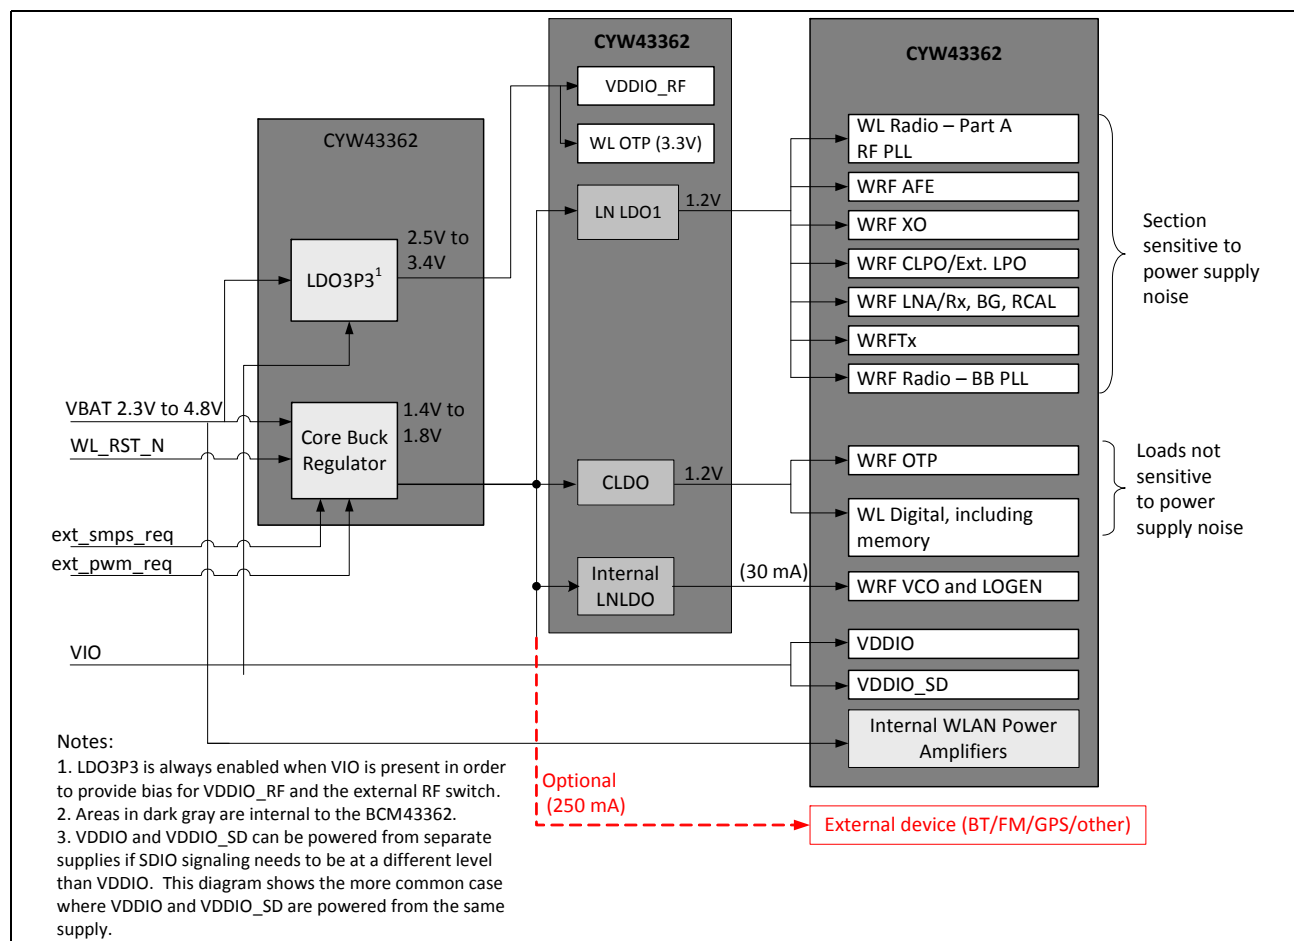 CYW43362
VDDIO_RF
WL OTP (3.3V)
LN LDO1
1.2V
CLDO
1.2V
Internal
LNLDO
(30 mA)
CYW43362
LDO3P3¹
2.5V to
3.4V
Core Buck
Regulator
1.4V to
1.8V
VBAT 2.3V to 4.8V
WL_RST_N
ext_smps_req
ext_pwm_req
VIO
CYW43362
WL Radio – Part A
RF PLL
WRF AFE
WRF XO
WRF CLPO/Ext. LPO
WRF LNA/Rx, BG, RCAL
WRFTx
WRF Radio – BB PLL
Section
sensitive to
power supply
noise
WRF OTP
WL Digital, including
memory
Loads not
sensitive
to power
supply noise
WRF VCO and LOGEN
VDDIO
VDDIO_SD
Internal WLAN Power
Amplifiers
Optional
(250 mA)
External device (BT/FM/GPS/other)
Notes:
1. LDO3P3 is always enabled when VIO is present in order
to provide bias for VDDIO_RF and the external RF switch.
2. Areas in dark gray are internal to the BCM43362.
3. VDDIO and VDDIO_SD can be powered from separate
supplies if SDIO signaling needs to be at a different level
than VDDIO.  This diagram shows the more common case
where VDDIO and VDDIO_SD are powered from the same
supply.